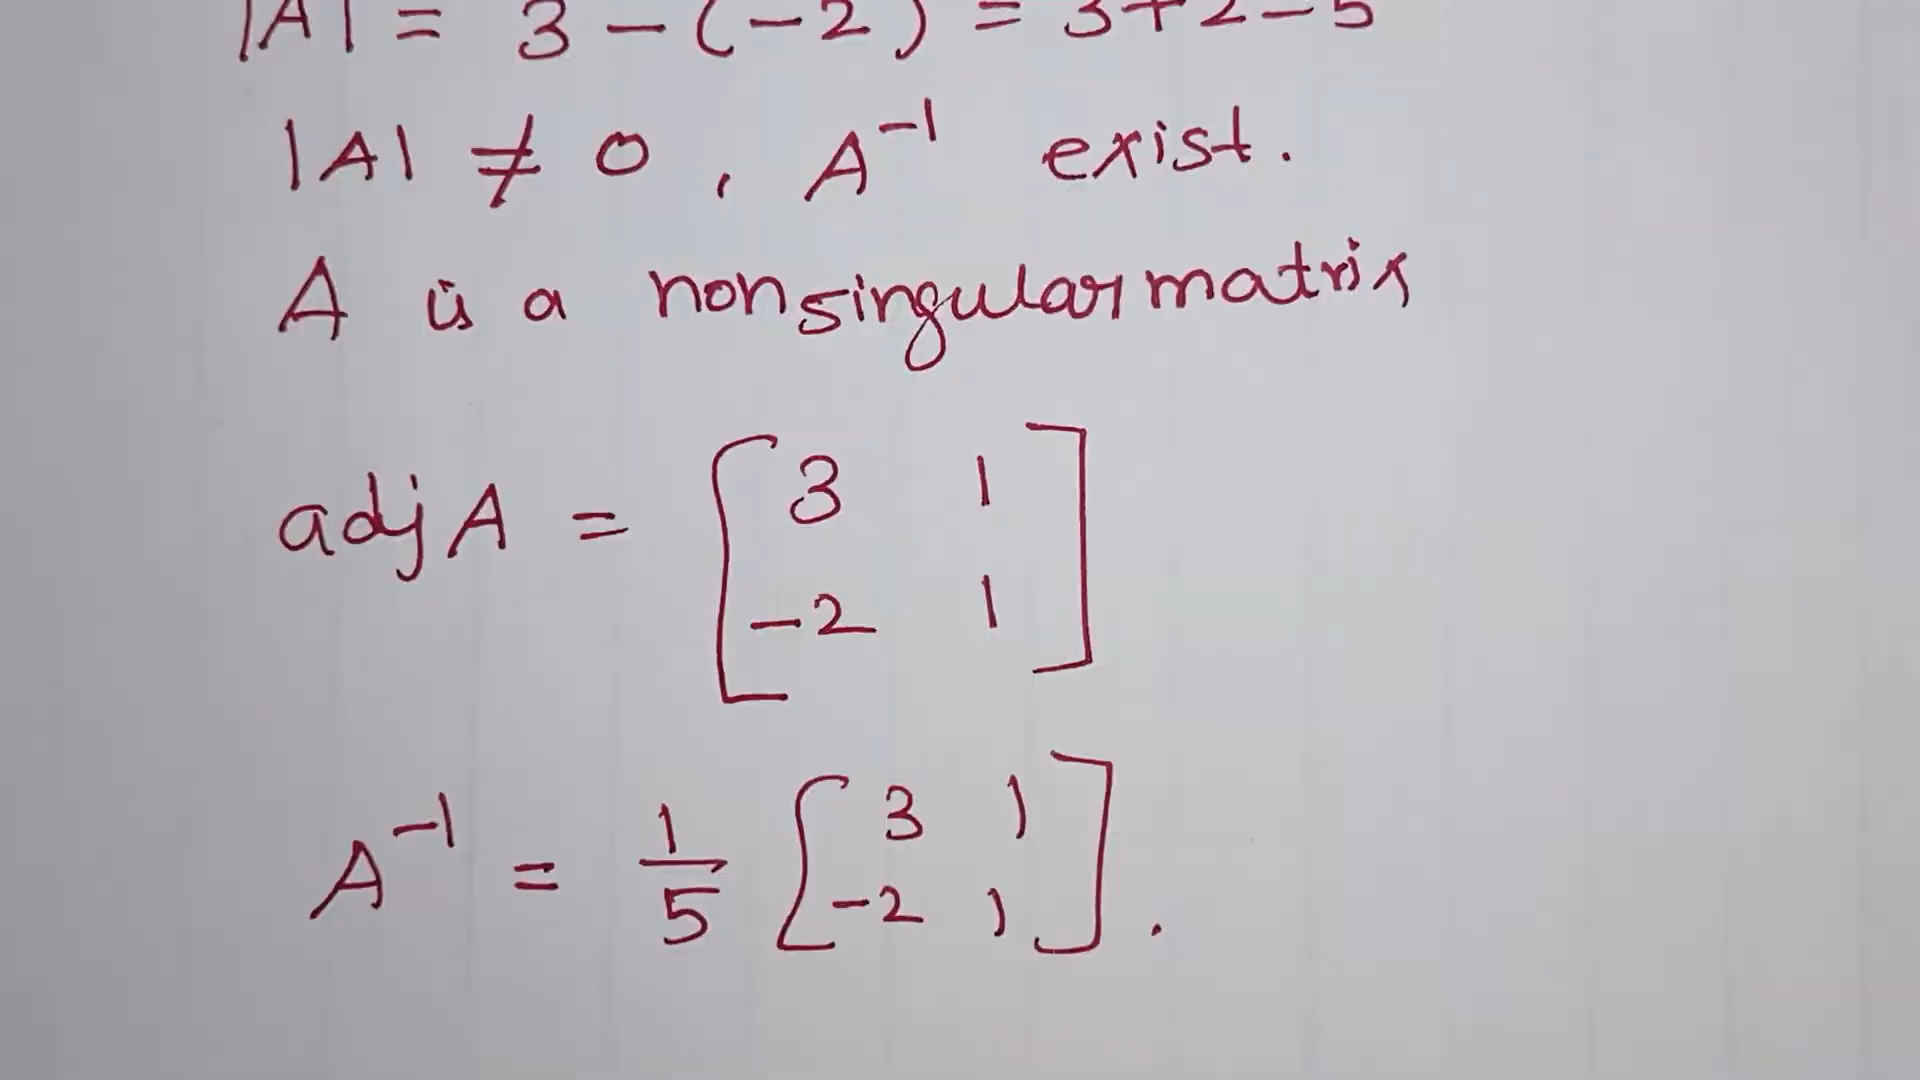 |A| = 3 - (-2) = 3+2 = 5
|A| ≠ 0, A⁻¹ exist.
A is a nonsingular matrix
adj A = [ 3 1
-2 1 ]
A⁻¹ = 1/5 [ 3 1
-2 1 ].